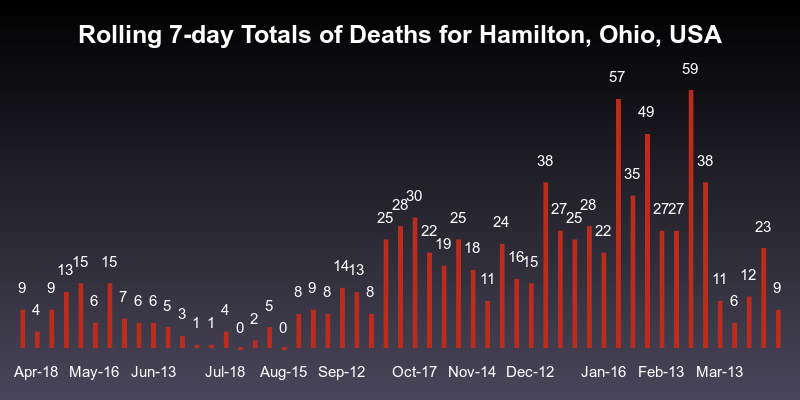 Rolling 7-day Totals of Deaths for Hamilton, Ohio, USA
9 4 9 13 15 6 15 7 6 6 5 3 1 1 4 0 2 5 0 8 9 8 14 13 8 25 28 30 22 19 25 18 11 24 16 15 38 27 25 28 22 57 35 49 27 27 59 38 11 6 12 23 9
Apr-18 May-16 Jun-13 Jul-18 Aug-15 Sep-12 Oct-17 Nov-14 Dec-12 Jan-16 Feb-13 Mar-13